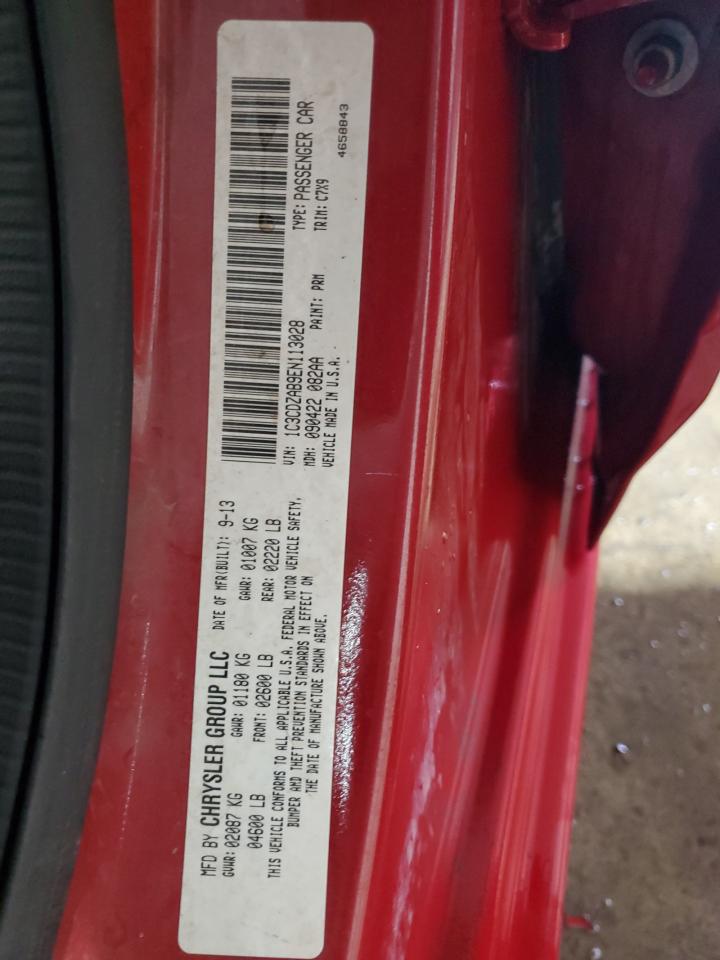 MFD BY CHRYSLER GROUP LLC DATE OF MFR(BUILT): 9-13
GVWR: 02087 KG GAWR: 01180 KG GAWR: 01007 KG
04600 LB FRONT: 02600 LB REAR: 02220 LB
THIS VEHICLE CONFORMS TO ALL APPLICABLE U.S.A. FEDERAL MOTOR VEHICLE SAFETY,
BUMPER AND THEFT PREVENTION STANDARDS IN EFFECT ON
THE DATE OF MANUFACTURE SHOWN ABOVE.
VIN: 1C3CDZAB9EN113028 TYPE: PASSENGER CAR
MDH: 090422 082AA PAINT: PRM TRIM: C7X9
VEHICLE MADE IN U.S.A.
4658843